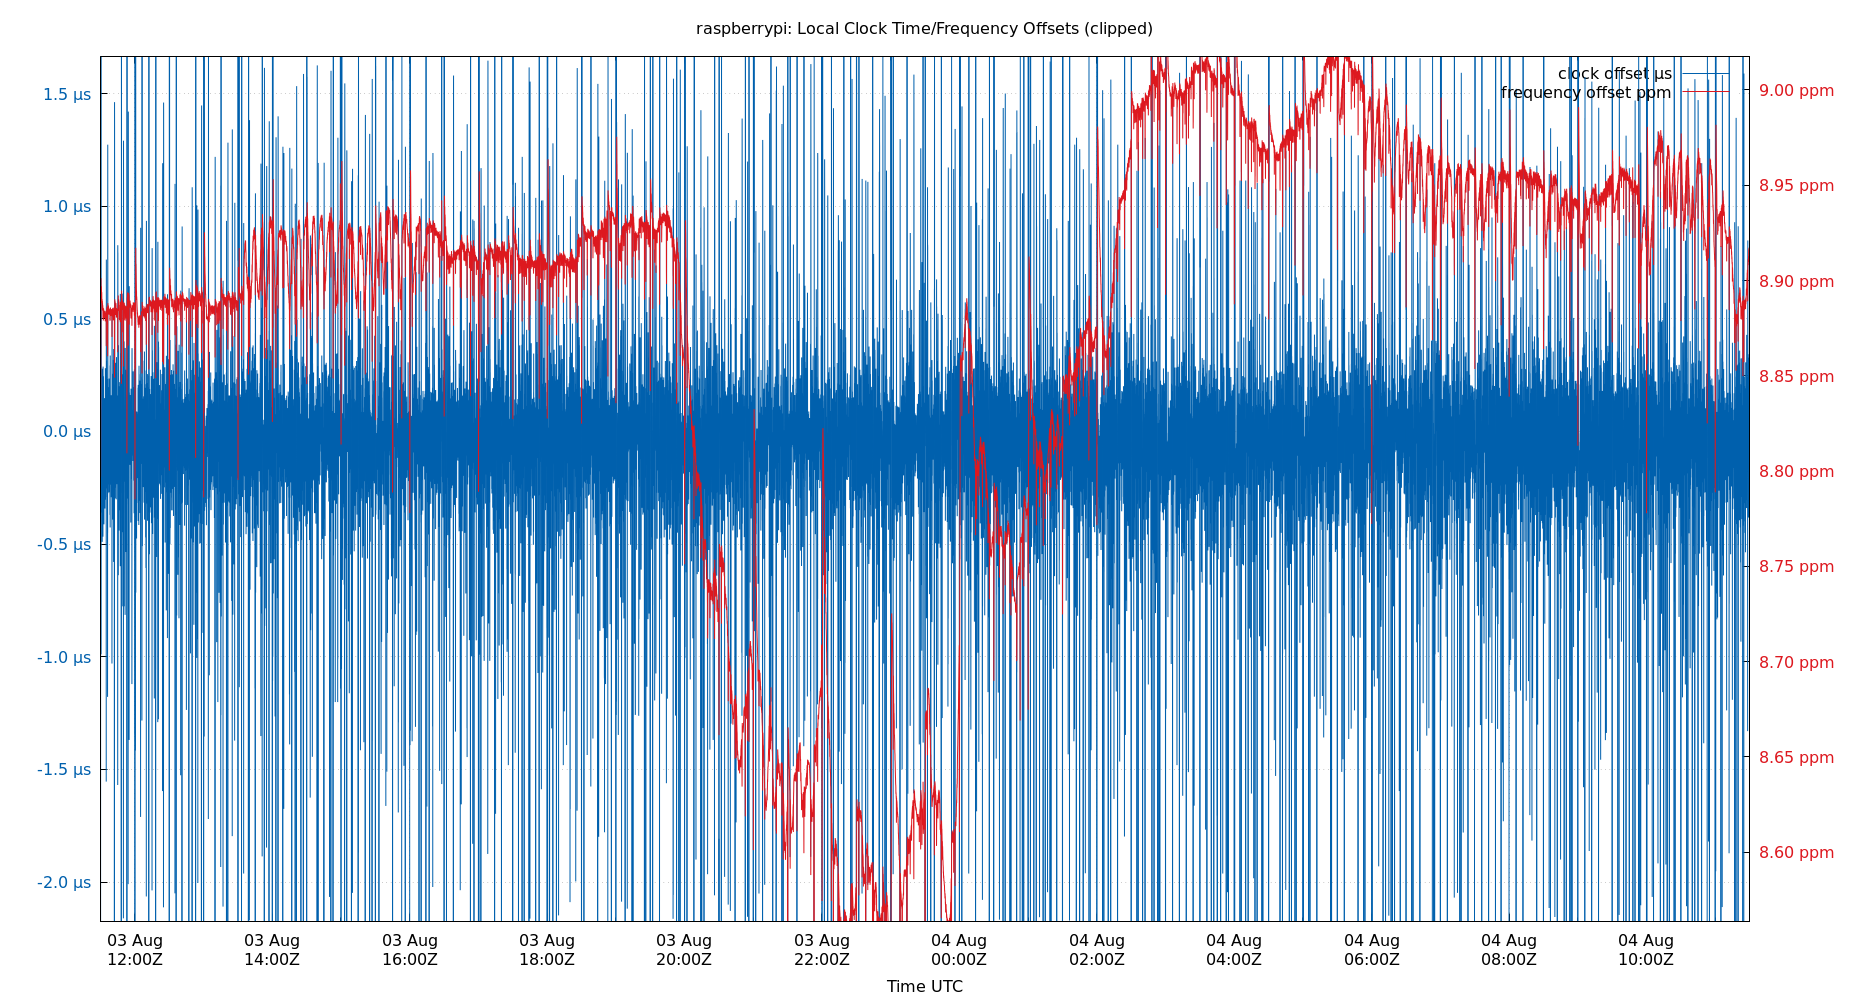 raspberrypi: Local Clock Time/Frequency Offsets (clipped)
clock offset µs
frequency offset ppm
1.5 µs
1.0 µs
0.5 µs
0.0 µs
-0.5 µs
-1.0 µs
-1.5 µs
-2.0 µs
9.00 ppm
8.95 ppm
8.90 ppm
8.85 ppm
8.80 ppm
8.75 ppm
8.70 ppm
8.65 ppm
8.60 ppm
03 Aug 03 Aug 03 Aug 03 Aug 03 Aug 03 Aug 04 Aug 04 Aug 04 Aug 04 Aug 04 Aug 04 Aug
12:00Z 14:00Z 16:00Z 18:00Z 20:00Z 22:00Z 00:00Z 02:00Z 04:00Z 06:00Z 08:00Z 10:00Z
Time UTC